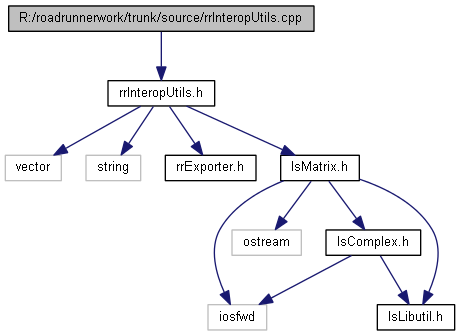 R:/roadrunnerwork/trunk/source/rrInteropUtils.cpp
rrInteropUtils.h
vector
string
rrExporter.h
lsMatrix.h
ostream
lsComplex.h
iosfwd
lsLibutil.h